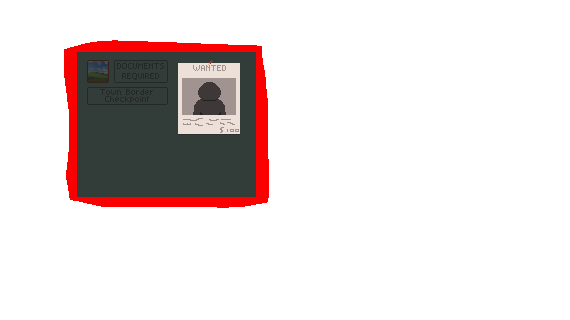 DOCUMENTS
REQUIRED
Town Border
Checkpoint
WANTED
$100